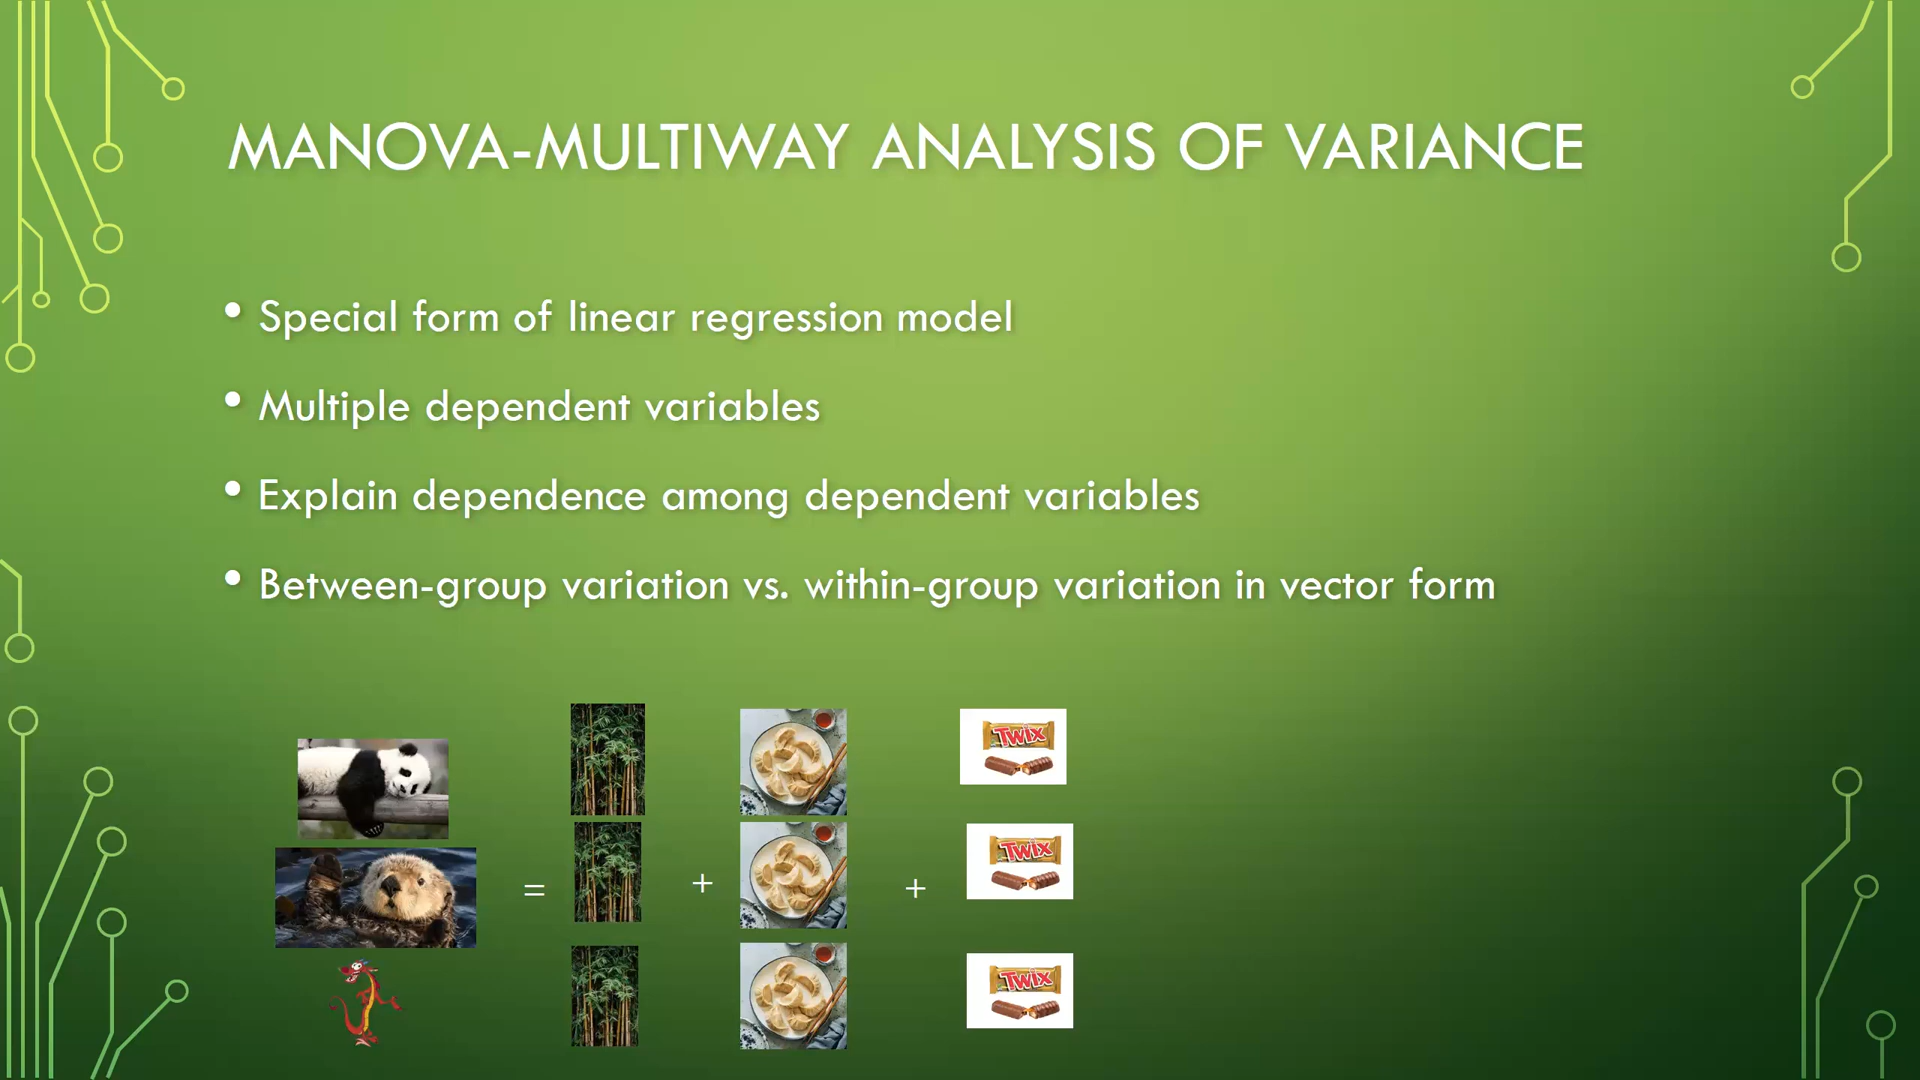 MANOVA-MULTIWAY ANALYSIS OF VARIANCE
• Special form of linear regression model
• Multiple dependent variables
• Explain dependence among dependent variables
• Between-group variation vs. within-group variation in vector form
TWIX
= + + TWIX
TWIX